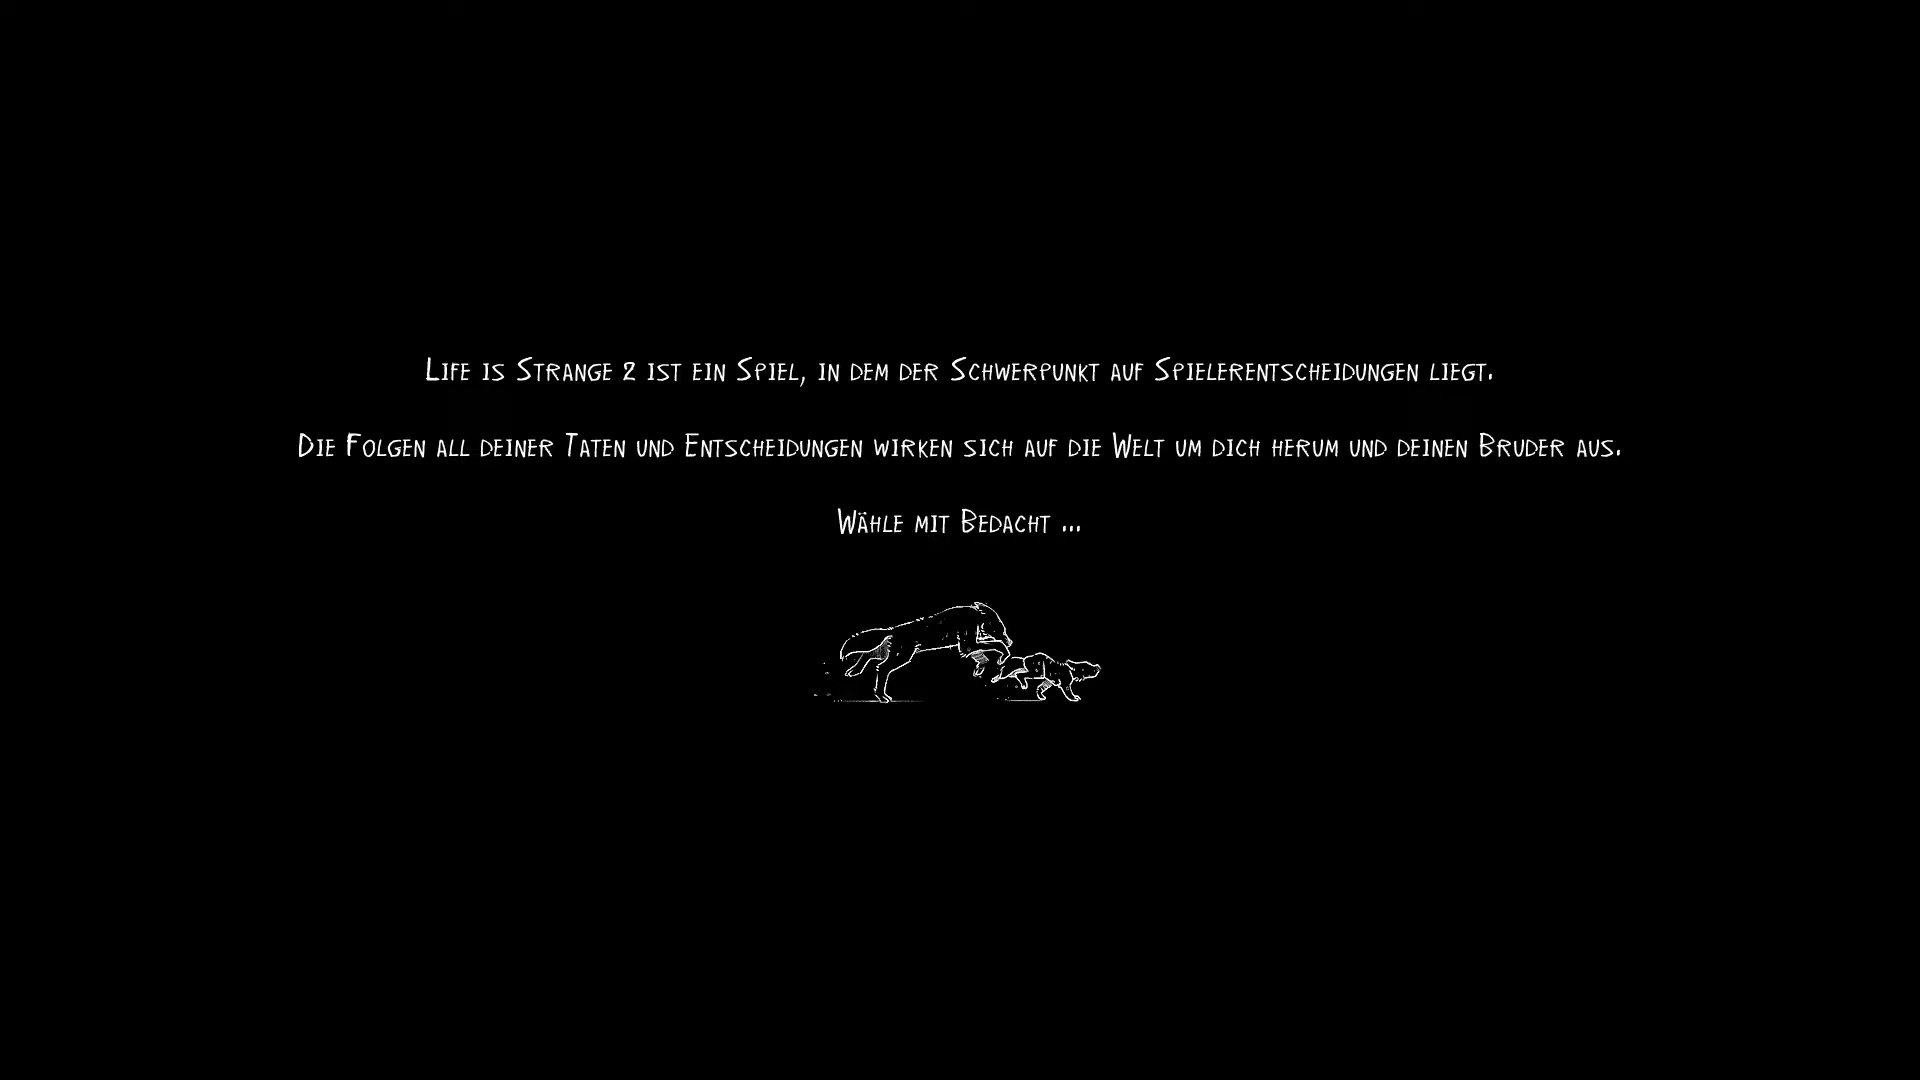 Life is Strange 2 ist ein Spiel, in dem der Schwerpunkt auf Spielerentscheidungen liegt.
Die Folgen all deiner Taten und Entscheidungen wirken sich auf die Welt um dich herum und deinen Bruder aus.
Wähle mit Bedacht ...